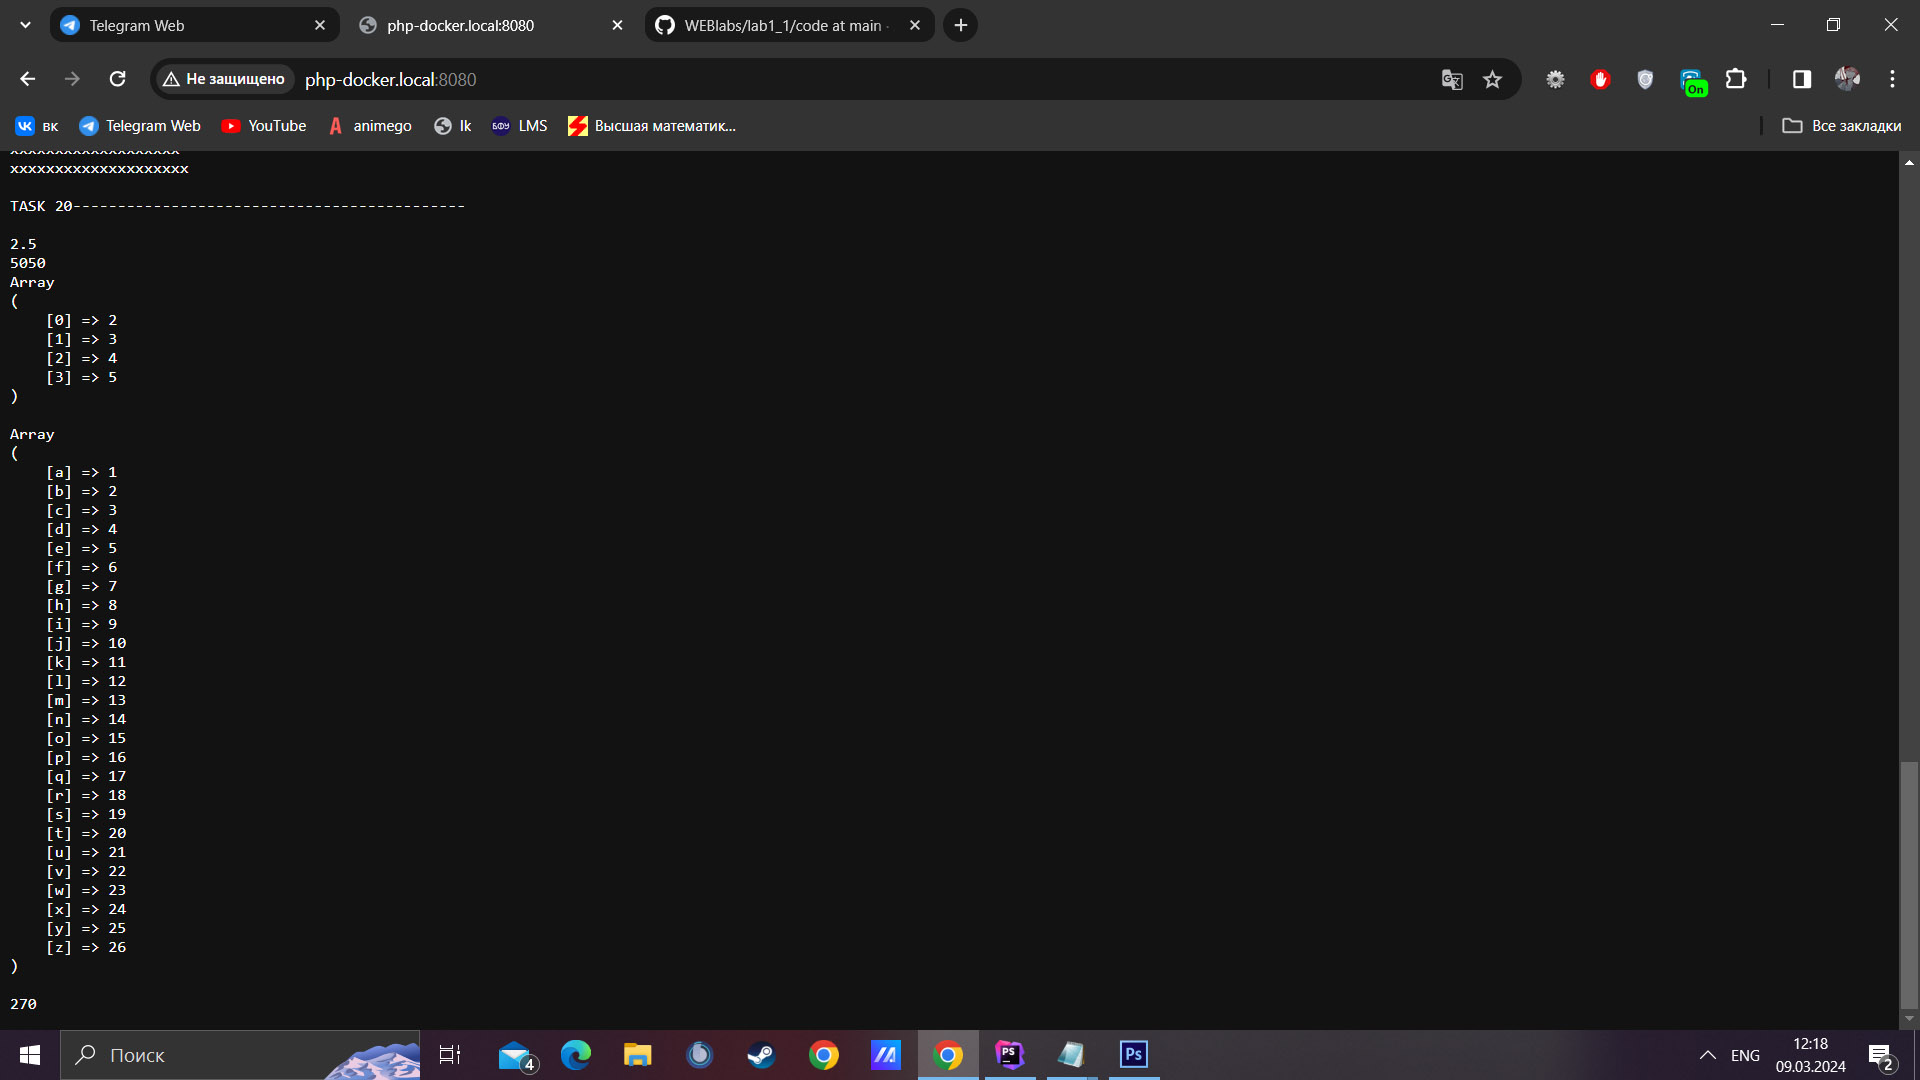 Telegram Web
php-docker.local:8080
WEBlabs/lab1_1/code at main ·
Не защищено
php-docker.local:8080
On
вк
Telegram Web
YouTube
animego
lk
БФУ
LMS
Высшая математик...
Все закладки
xxxxxxxxxxxxxxxxxxx
xxxxxxxxxxxxxxxxxxxx
TASK 20--------------------------------------------
2.5
5050
Array
(
[0] => 2
[1] => 3
[2] => 4
[3] => 5
)
Array
(
[a] => 1
[b] => 2
[c] => 3
[d] => 4
[e] => 5
[f] => 6
[g] => 7
[h] => 8
[i] => 9
[j] => 10
[k] => 11
[l] => 12
[m] => 13
[n] => 14
[o] => 15
[p] => 16
[q] => 17
[r] => 18
[s] => 19
[t] => 20
[u] => 21
[v] => 22
[w] => 23
[x] => 24
[y] => 25
[z] => 26
)
270
Поиск
4
PS
Ps
ENG
12:18
09.03.2024
2